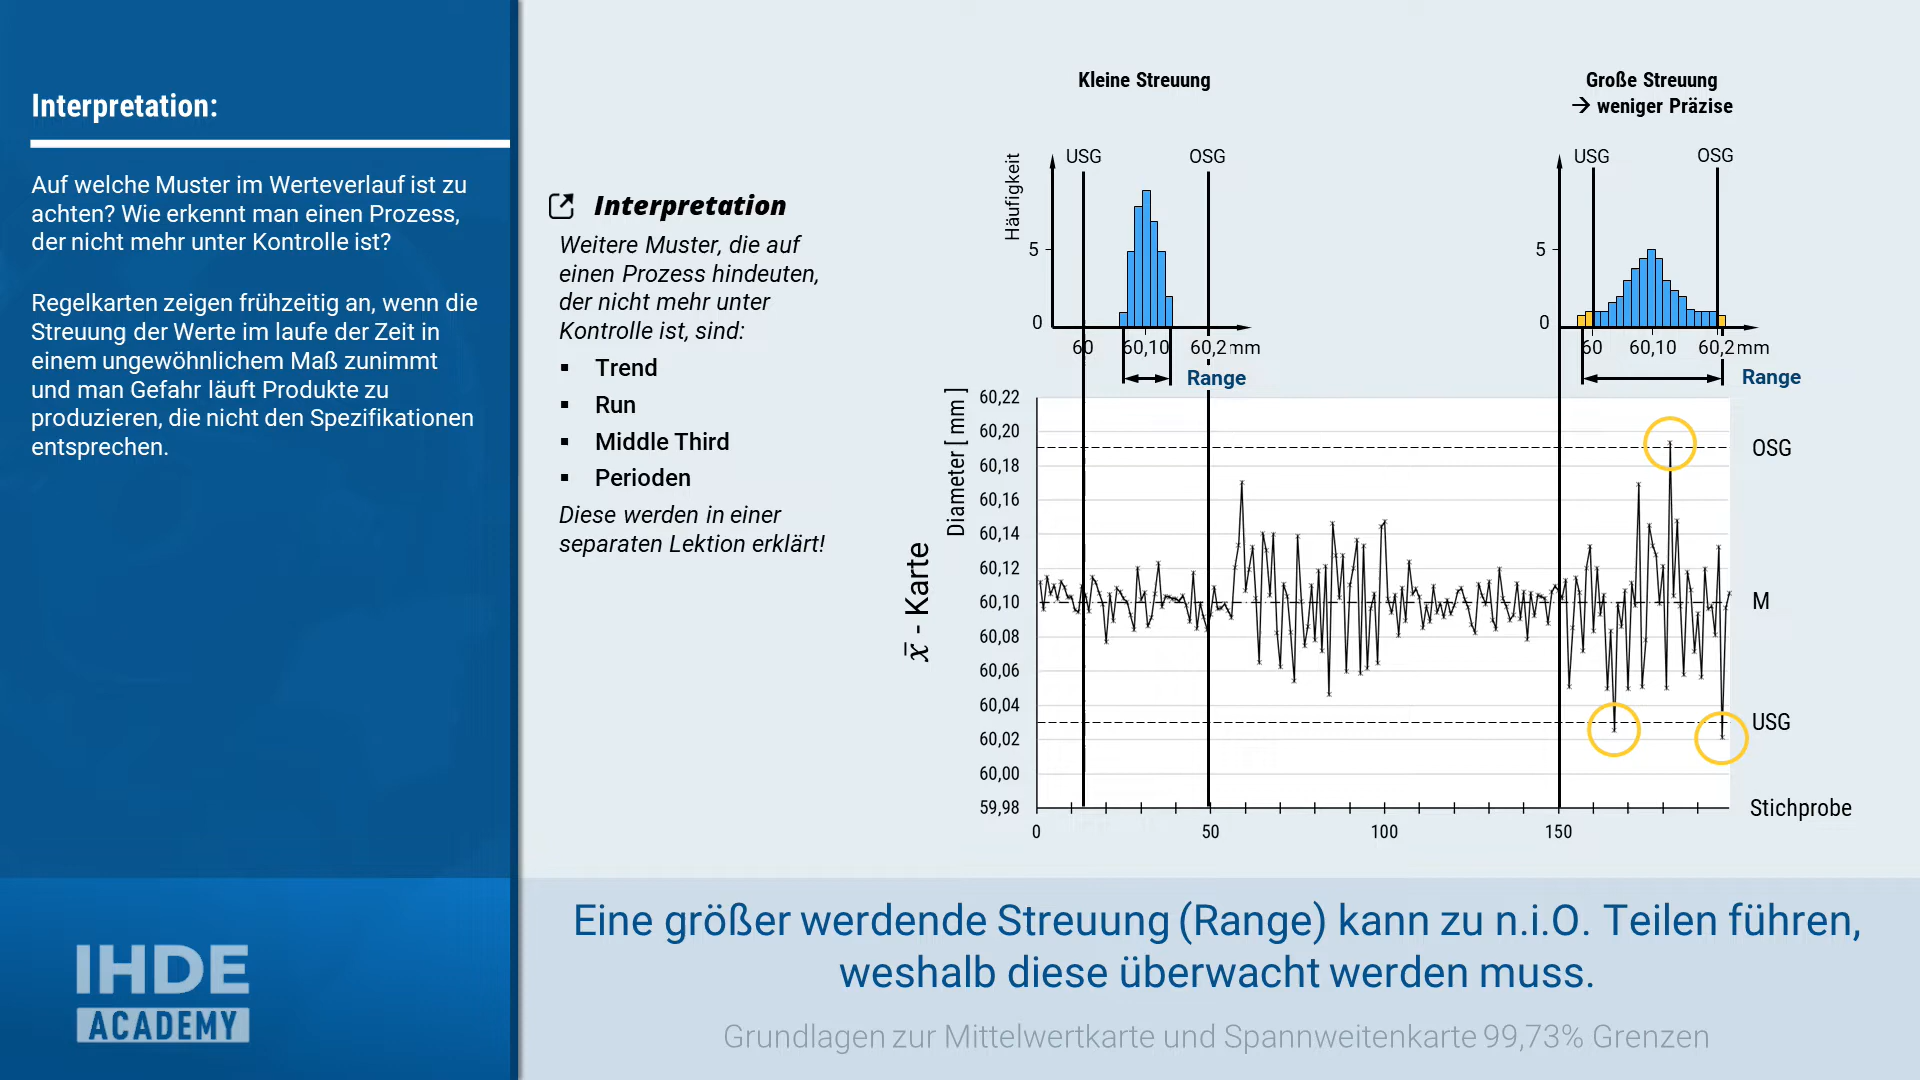 Interpretation:
Auf welche Muster im Werteverlauf ist zu
achten? Wie erkennt man einen Prozess,
der nicht mehr unter Kontrolle ist?
Regelkarten zeigen frühzeitig an, wenn die
Streuung der Werte im laufe der Zeit in
einem ungewöhnlichem Maß zunimmt
und man Gefahr läuft Produkte zu
produzieren, die nicht den Spezifikationen
entsprechen.
IHDE
ACADEMY
Interpretation
Weitere Muster, die auf
einen Prozess hindeuten,
der nicht mehr unter
Kontrolle ist, sind:
▪ Trend
▪ Run
▪ Middle Third
▪ Perioden
Diese werden in einer
separaten Lektion erklärt!
Kleine Streuung
Häufigkeit
USG
OSG
5
0
60
60,10
60,2mm
Range
Große Streuung
→ weniger Präzise
USG
OSG
5
0
60
60,10
60,2mm
Range
x̄ - Karte
Diameter [ mm ]
60,22
60,20
60,18
60,16
60,14
60,12
60,10
60,08
60,06
60,04
60,02
60,00
59,98
OSG
M
USG
Stichprobe
0
50
100
150
Eine größer werdende Streuung (Range) kann zu n.i.O. Teilen führen,
weshalb diese überwacht werden muss.
Grundlagen zur Mittelwertkarte und Spannweitenkarte 99,73% Grenzen